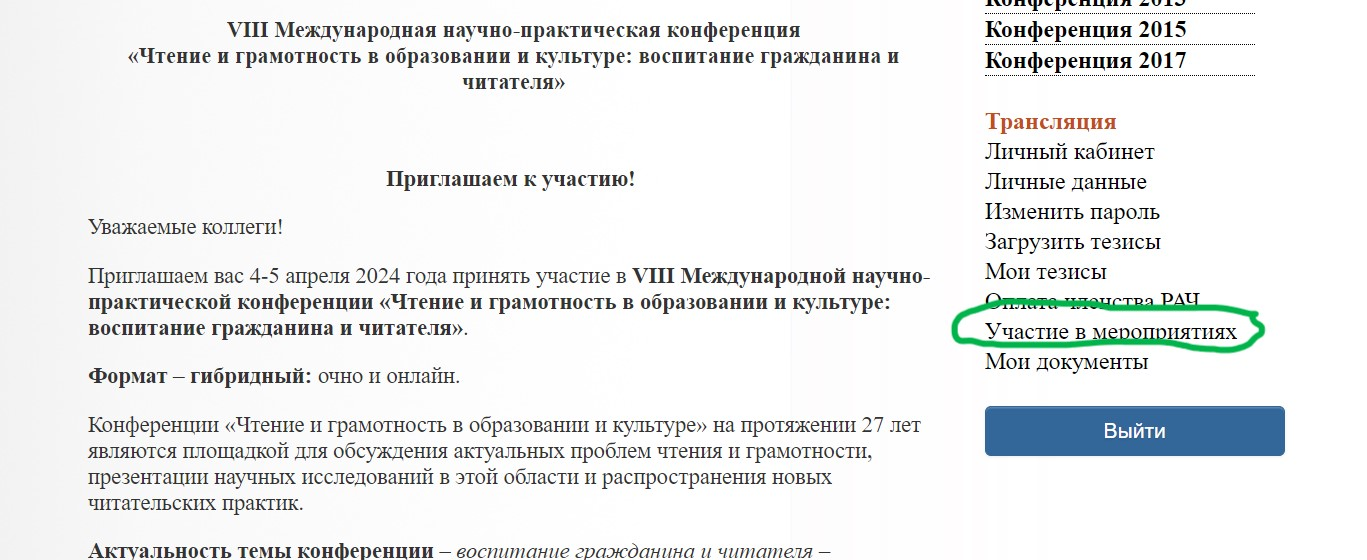 VIII Международная научно-практическая конференция
«Чтение и грамотность в образовании и культуре: воспитание гражданина и
читателя»
Приглашаем к участию!
Уважаемые коллеги!
Приглашаем вас 4-5 апреля 2024 года принять участие в VIII Международной научно-
практической конференции «Чтение и грамотность в образовании и культуре:
воспитание гражданина и читателя».
Формат – гибридный: очно и онлайн.
Конференции «Чтение и грамотность в образовании и культуре» на протяжении 27 лет
являются площадкой для обсуждения актуальных проблем чтения и грамотности,
презентации научных исследований в этой области и распространения новых
читательских практик.
Актуальность темы конференции – воспитание гражданина и читателя –
Конференция 2013
Конференция 2015
Конференция 2017
Трансляция
Личный кабинет
Личные данные
Изменить пароль
Загрузить тезисы
Мои тезисы
Оплата членства РАЧ
Участие в мероприятиях
Мои документы
Выйти